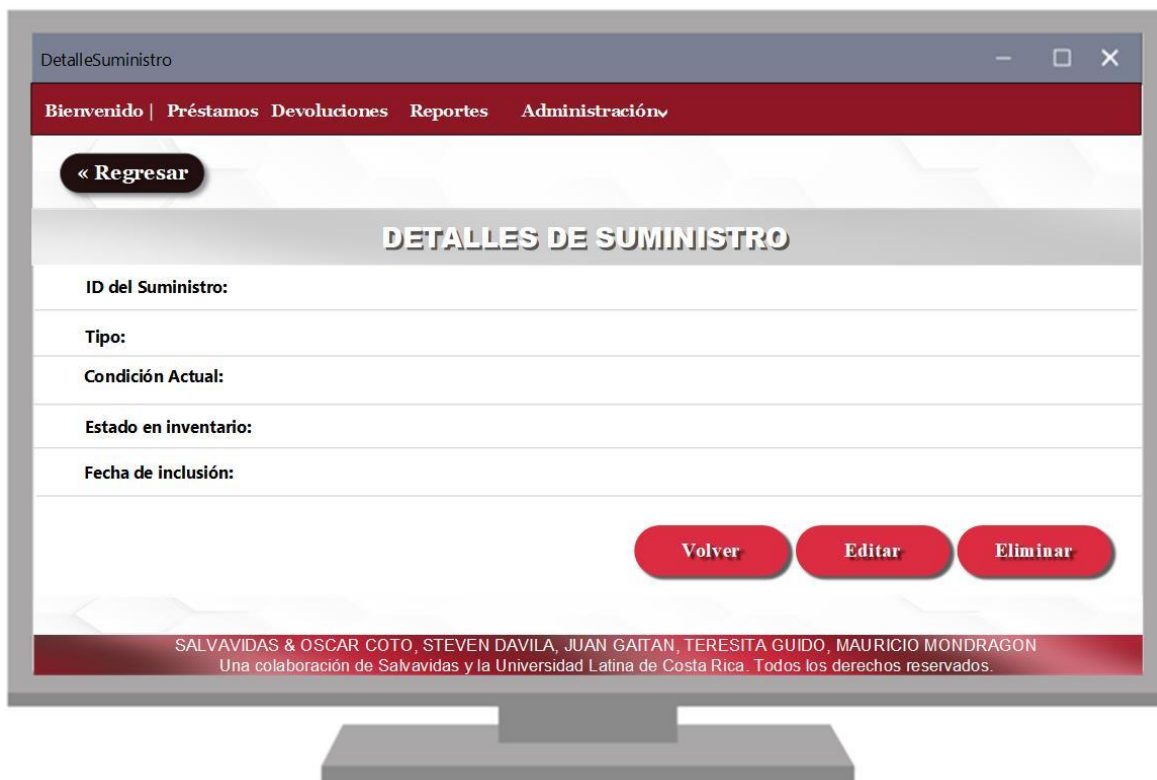 DetalleSuministro
Bienvenido | Préstamos Devoluciones Reportes Administración
« Regresar
DETALLES DE SUMINISTRO
ID del Suministro:
Tipo:
Condición Actual:
Estado en inventario:
Fecha de inclusión:
Volver Editar Eliminar
SALVAVIDAS & OSCAR COTO, STEVEN DAVILA, JUAN GAITAN, TERESITA GUIDO, MAURICIO MONDRAGON
Una colaboración de Salvavidas y la Universidad Latina de Costa Rica. Todos los derechos reservados.